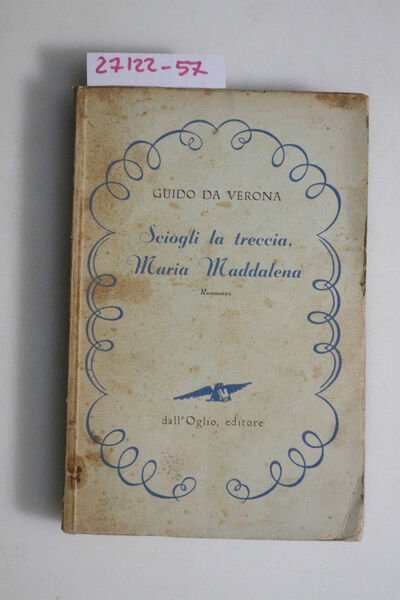 27122-57
GUIDO DA VERONA
Sciogli la treccia,
Maria Maddalena
Romanzo
dall'Oglio, editore